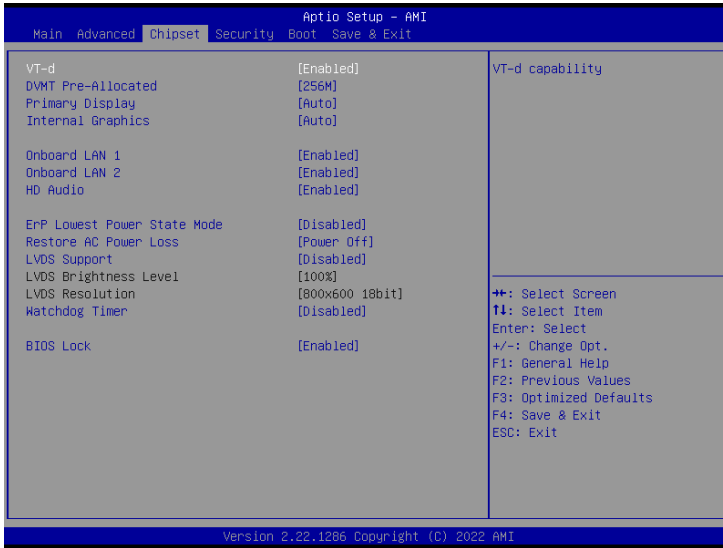 Aptio Setup – AMI
Main Advanced Chipset Security Boot Save & Exit
VT-d [Enabled]
DVMT Pre-Allocated [256M]
Primary Display [Auto]
Internal Graphics [Auto]
Onboard LAN 1 [Enabled]
Onboard LAN 2 [Enabled]
HD Audio [Enabled]
ErP Lowest Power State Mode [Disabled]
Restore AC Power Loss [Power Off]
LVDS Support [Disabled]
LVDS Brightness Level [100%]
LVDS Resolution [800x600 18bit]
Watchdog Timer [Disabled]
BIOS Lock [Enabled]
VT-d capability
→←: Select Screen
↑↓: Select Item
Enter: Select
+/-: Change Opt.
F1: General Help
F2: Previous Values
F3: Optimized Defaults
F4: Save & Exit
ESC: Exit
Version 2.22.1286 Copyright (C) 2022 AMI